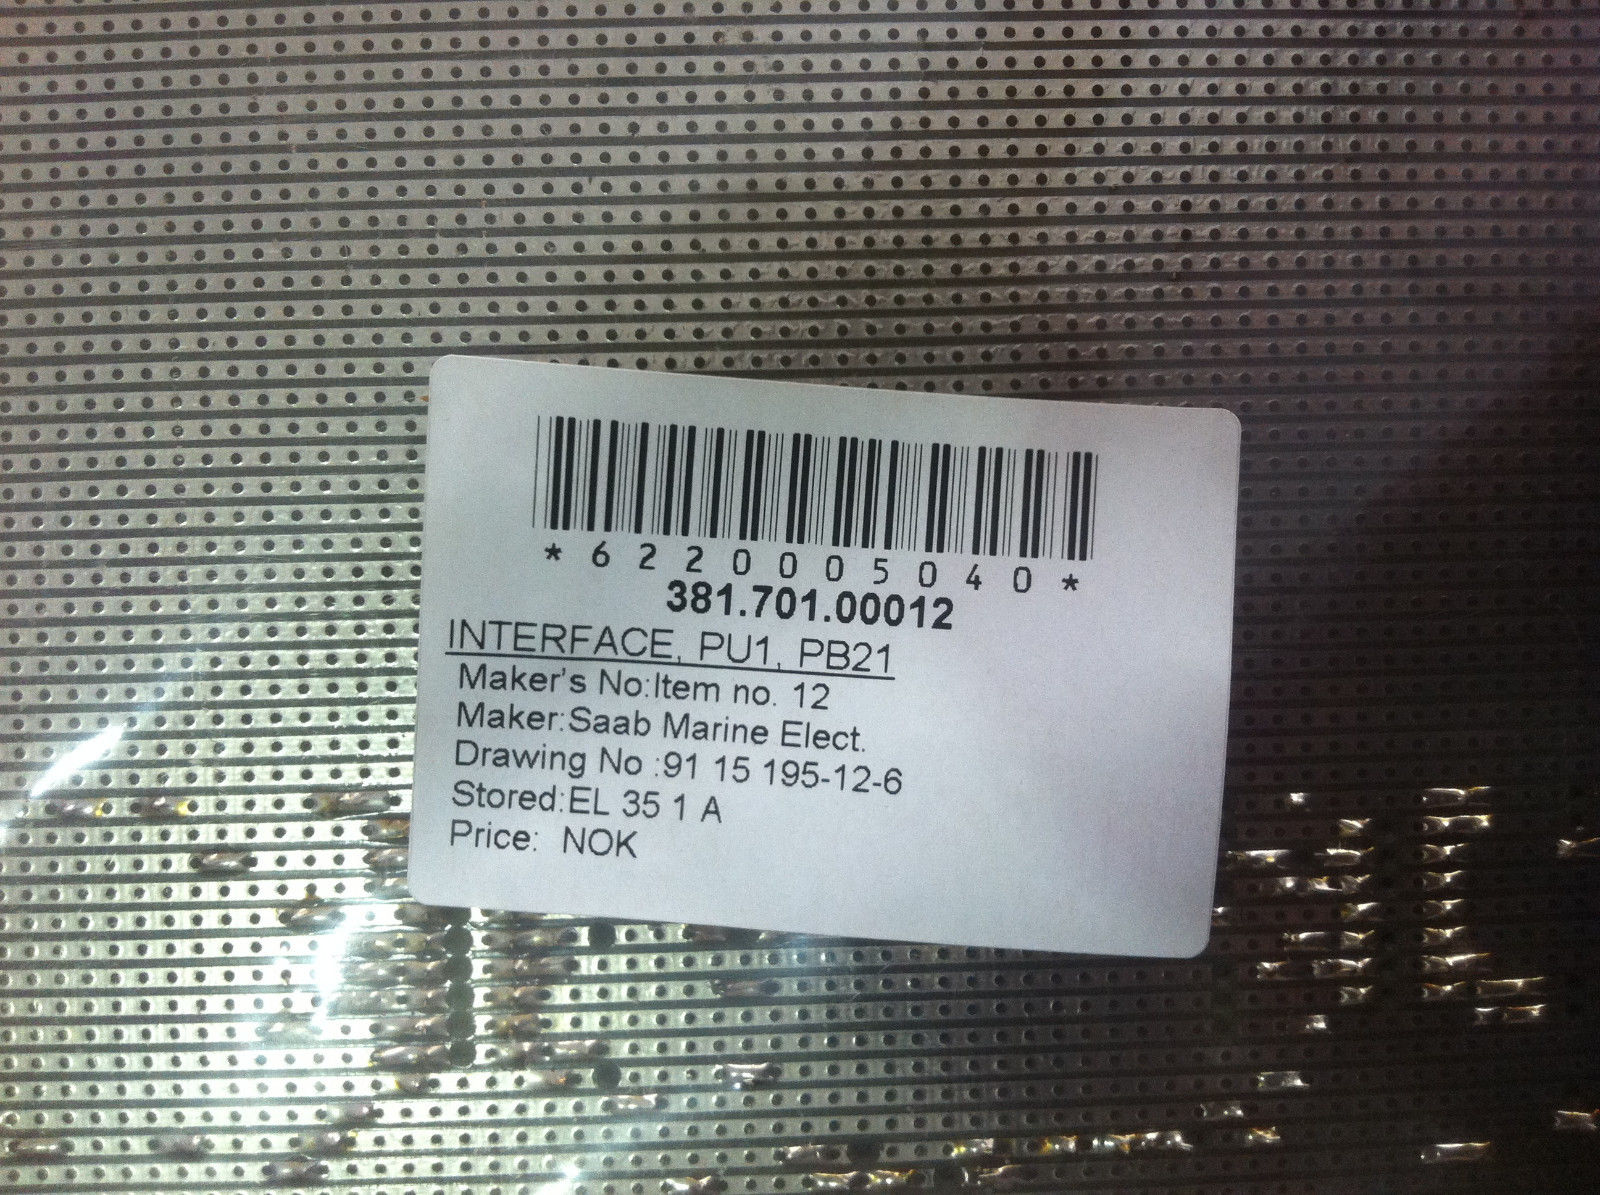 *6220005040*
381.701.00012
INTERFACE, PU1, PB21
Maker's No:Item no. 12
Maker:Saab Marine Elect.
Drawing No :91 15 195-12-6
Stored:EL 35 1 A
Price: NOK